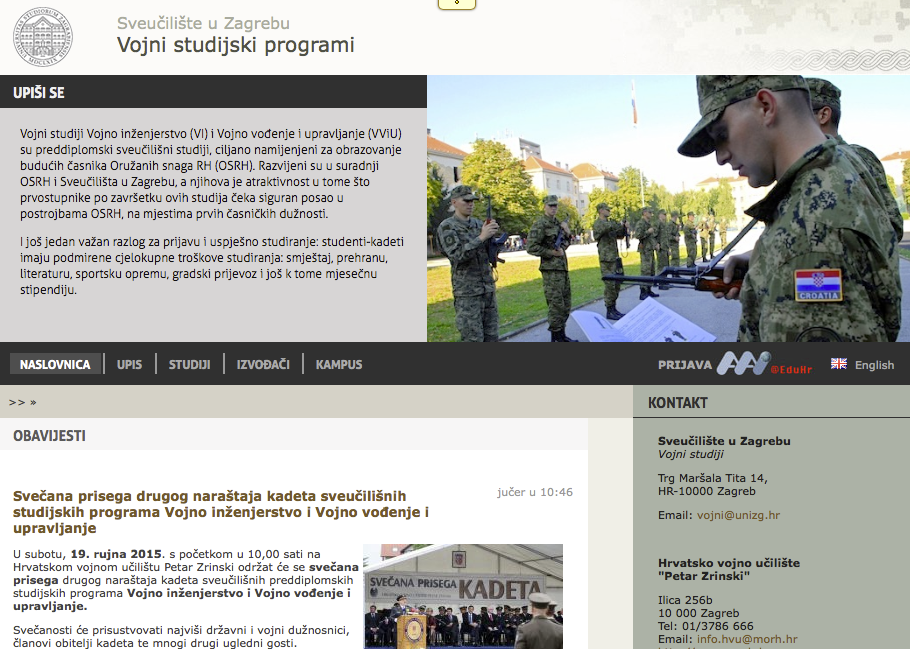 Sveučilište u Zagrebu
Vojni studijski programi
UPIŠI SE
Vojni studiji Vojno inženjerstvo (VI) i Vojno vođenje i upravljanje (VViU)
su preddiplomski sveučilišni studiji, ciljano namijenjeni za obrazovanje
budućih časnika Oružanih snaga RH (OSRH). Razvijeni su u suradnji
OSRH i Sveučilišta u Zagrebu, a njihova je atraktivnost u tome što
prvostupnike po završetku ovih studija čeka siguran posao u
postrojbama OSRH, na mjestima prvih časničkih dužnosti.
I još jedan važan razlog za prijavu i uspješno studiranje: studenti-kadeti
imaju podmirene cjelokupne troškove studiranja: smještaj, prehranu,
literaturu, sportsku opremu, gradski prijevoz i još k tome mjesečnu
stipendiju.
CROATIA
NASLOVNICA UPIS STUDIJI IZVOĐAČI KAMPUS PRIJAVA AAI @EduHr English
>> »
OBAVIJESTI
Svečana prisega drugog naraštaja kadeta sveučilišnih
studijskih programa Vojno inženjerstvo i Vojno vođenje i
upravljanje
jučer u 10:46
U subotu, 19. rujna 2015. s početkom u 10,00 sati na
Hrvatskom vojnom učilištu Petar Zrinski održat će se svečana
prisega drugog naraštaja kadeta sveučilišnih preddiplomskih
studijskih programa Vojno inženjerstvo i Vojno vođenje i
upravljanje.
Svečanosti će prisustvovati najviši državni i vojni dužnosnici,
članovi obitelji kadeta te mnogi drugi ugledni gosti.
SVEČANA PRISEGA KADETA
KONTAKT
Sveučilište u Zagrebu
Vojni studiji
Trg Maršala Tita 14,
HR-10000 Zagreb
Email: vojni@unizg.hr
Hrvatsko vojno učilište
"Petar Zrinski"
Ilica 256b
10 000 Zagreb
Tel: 01/3786 666
Email: info.hvu@morh.hr